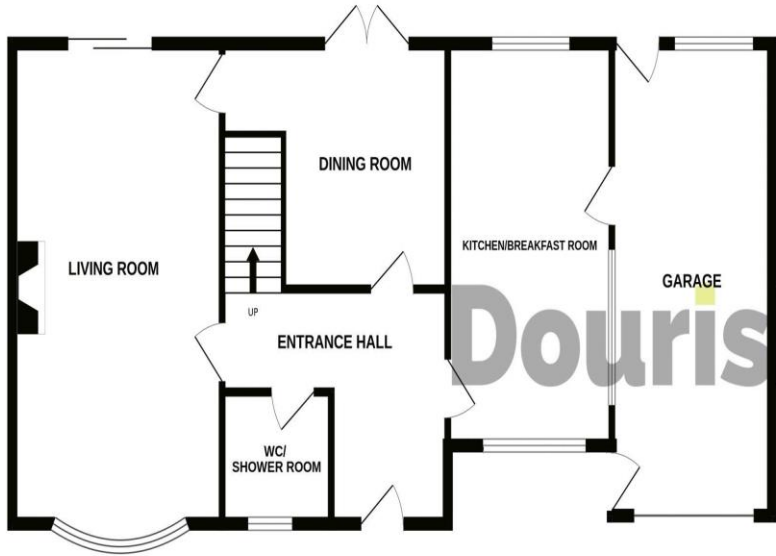 DINING ROOM
LIVING ROOM
KITCHEN/BREAKFAST ROOM
GARAGE
UP
ENTRANCE HALL
WC/
SHOWER ROOM
Douris